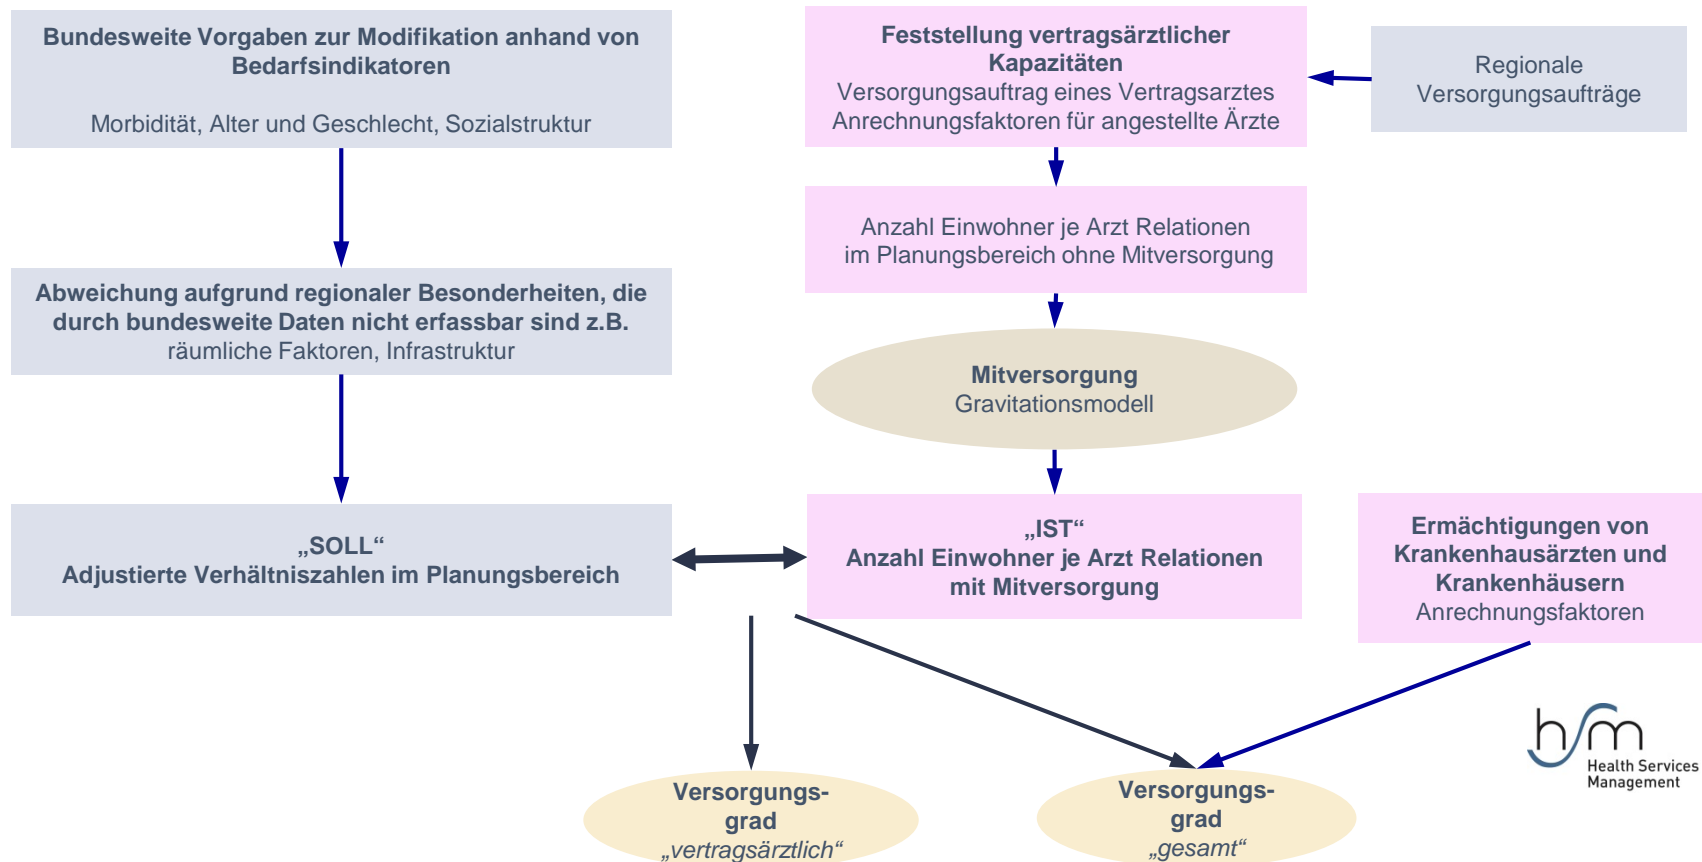 Bundesweite Vorgaben zur Modifikation anhand von
Bedarfsindikatoren
Morbidität, Alter und Geschlecht, Sozialstruktur
Feststellung vertragsärztlicher
Kapazitäten
Versorgungsauftrag eines Vertragsarztes
Anrechnungsfaktoren für angestellte Ärzte
Regionale
Versorgungsaufträge
Anzahl Einwohner je Arzt Relationen
im Planungsbereich ohne Mitversorgung
Abweichung aufgrund regionaler Besonderheiten, die
durch bundesweite Daten nicht erfassbar sind z.B.
räumliche Faktoren, Infrastruktur
Mitversorgung
Gravitationsmodell
„SOLL“
Adjustierte Verhältniszahlen im Planungsbereich
„IST“
Anzahl Einwohner je Arzt Relationen
mit Mitversorgung
Ermächtigungen von
Krankenhausärzten und
Krankenhäusern
Anrechnungsfaktoren
Versorgungs-
grad
„vertragsärztlich“
Versorgungs-
grad
„gesamt“
hsm
Health Services
Management